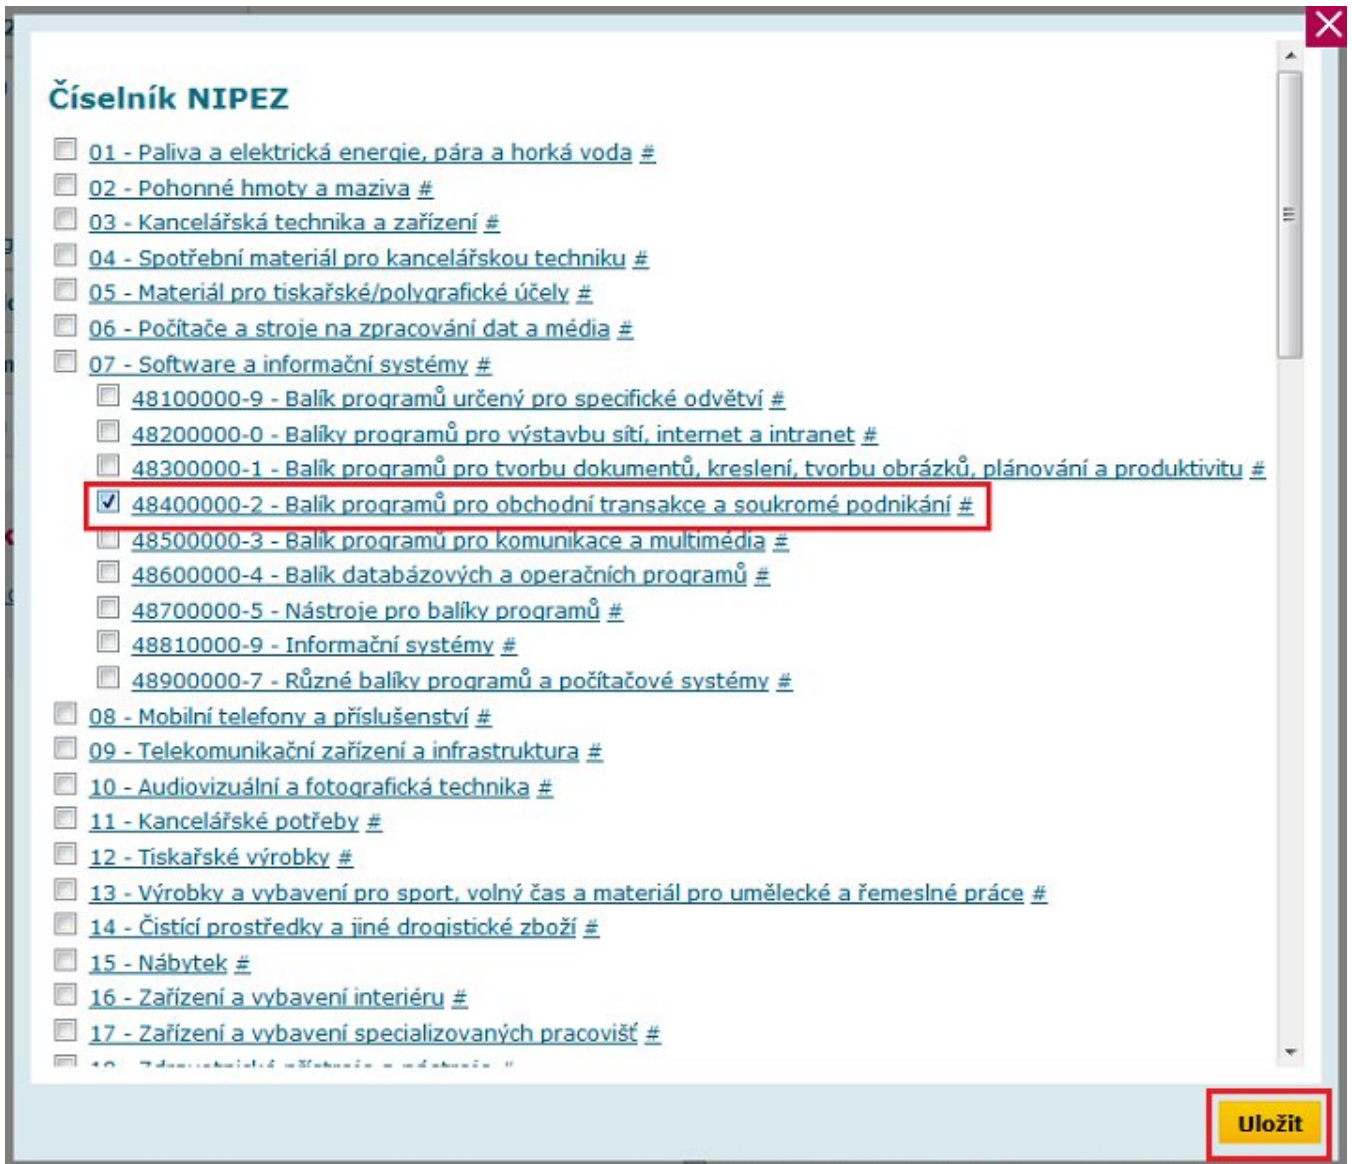 Číselník NIPEZ
01 - Paliva a elektrická energie, pára a horká voda #
02 - Pohonné hmoty a maziva #
03 - Kancelářská technika a zařízení #
04 - Spotřební materiál pro kancelářskou techniku #
05 - Materiál pro tiskařské/polygrafické účely #
06 - Počítače a stroje na zpracování dat a média #
07 - Software a informační systémy #
48100000-9 - Balík programů určený pro specifické odvětví #
48200000-0 - Balíky programů pro výstavbu sítí, internet a intranet #
48300000-1 - Balík programů pro tvorbu dokumentů, kreslení, tvorbu obrázků, plánování a produktivitu #
48400000-2 - Balík programů pro obchodní transakce a soukromé podnikání #
48500000-3 - Balík programů pro komunikace a multimédia #
48600000-4 - Balík databázových a operačních programů #
48700000-5 - Nástroje pro balíky programů #
48810000-9 - Informační systémy #
48900000-7 - Různé balíky programů a počítačové systémy #
08 - Mobilní telefony a příslušenství #
09 - Telekomunikační zařízení a infrastruktura #
10 - Audiovizuální a fotografická technika #
11 - Kancelářské potřeby #
12 - Tiskařské výrobky #
13 - Výrobky a vybavení pro sport, volný čas a materiál pro umělecké a řemeslné práce #
14 - Čistící prostředky a jiné drogistické zboží #
15 - Nábytek #
16 - Zařízení a vybavení interiéru #
17 - Zařízení a vybavení specializovaných pracovišť #
Uložit